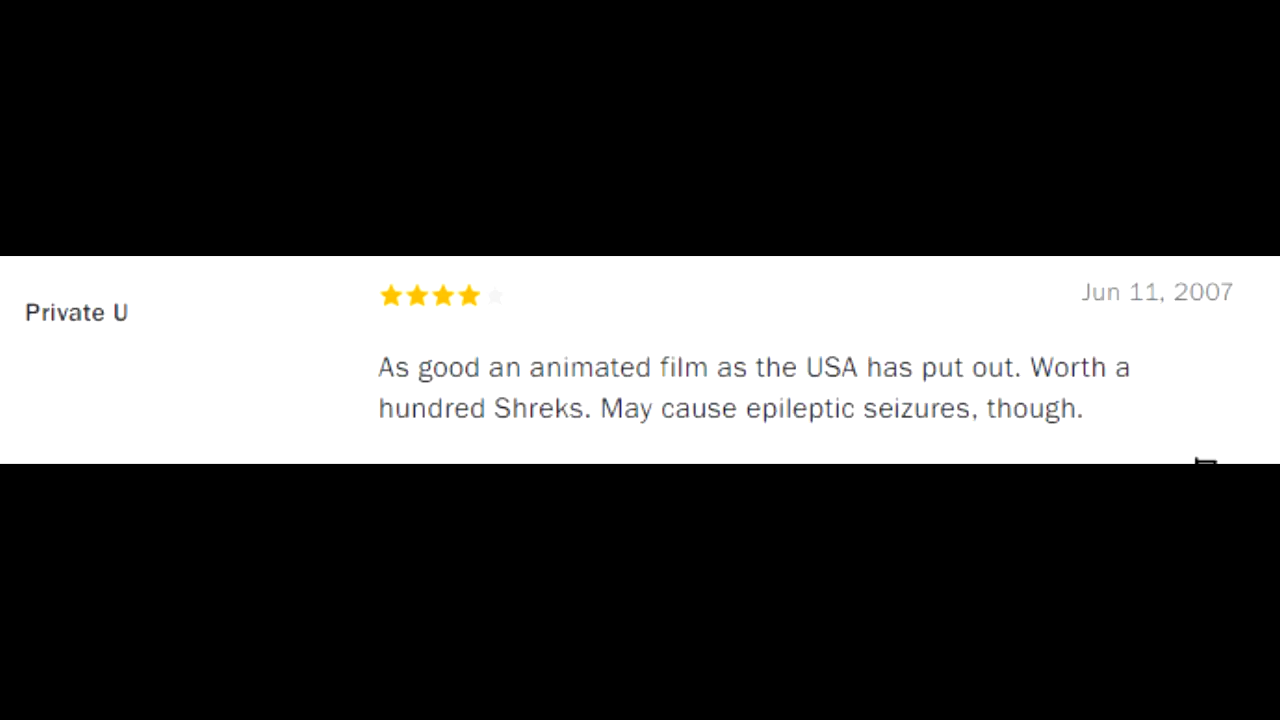 Private U
Jun 11, 2007
As good an animated film as the USA has put out. Worth a
hundred Shreks. May cause epileptic seizures, though.